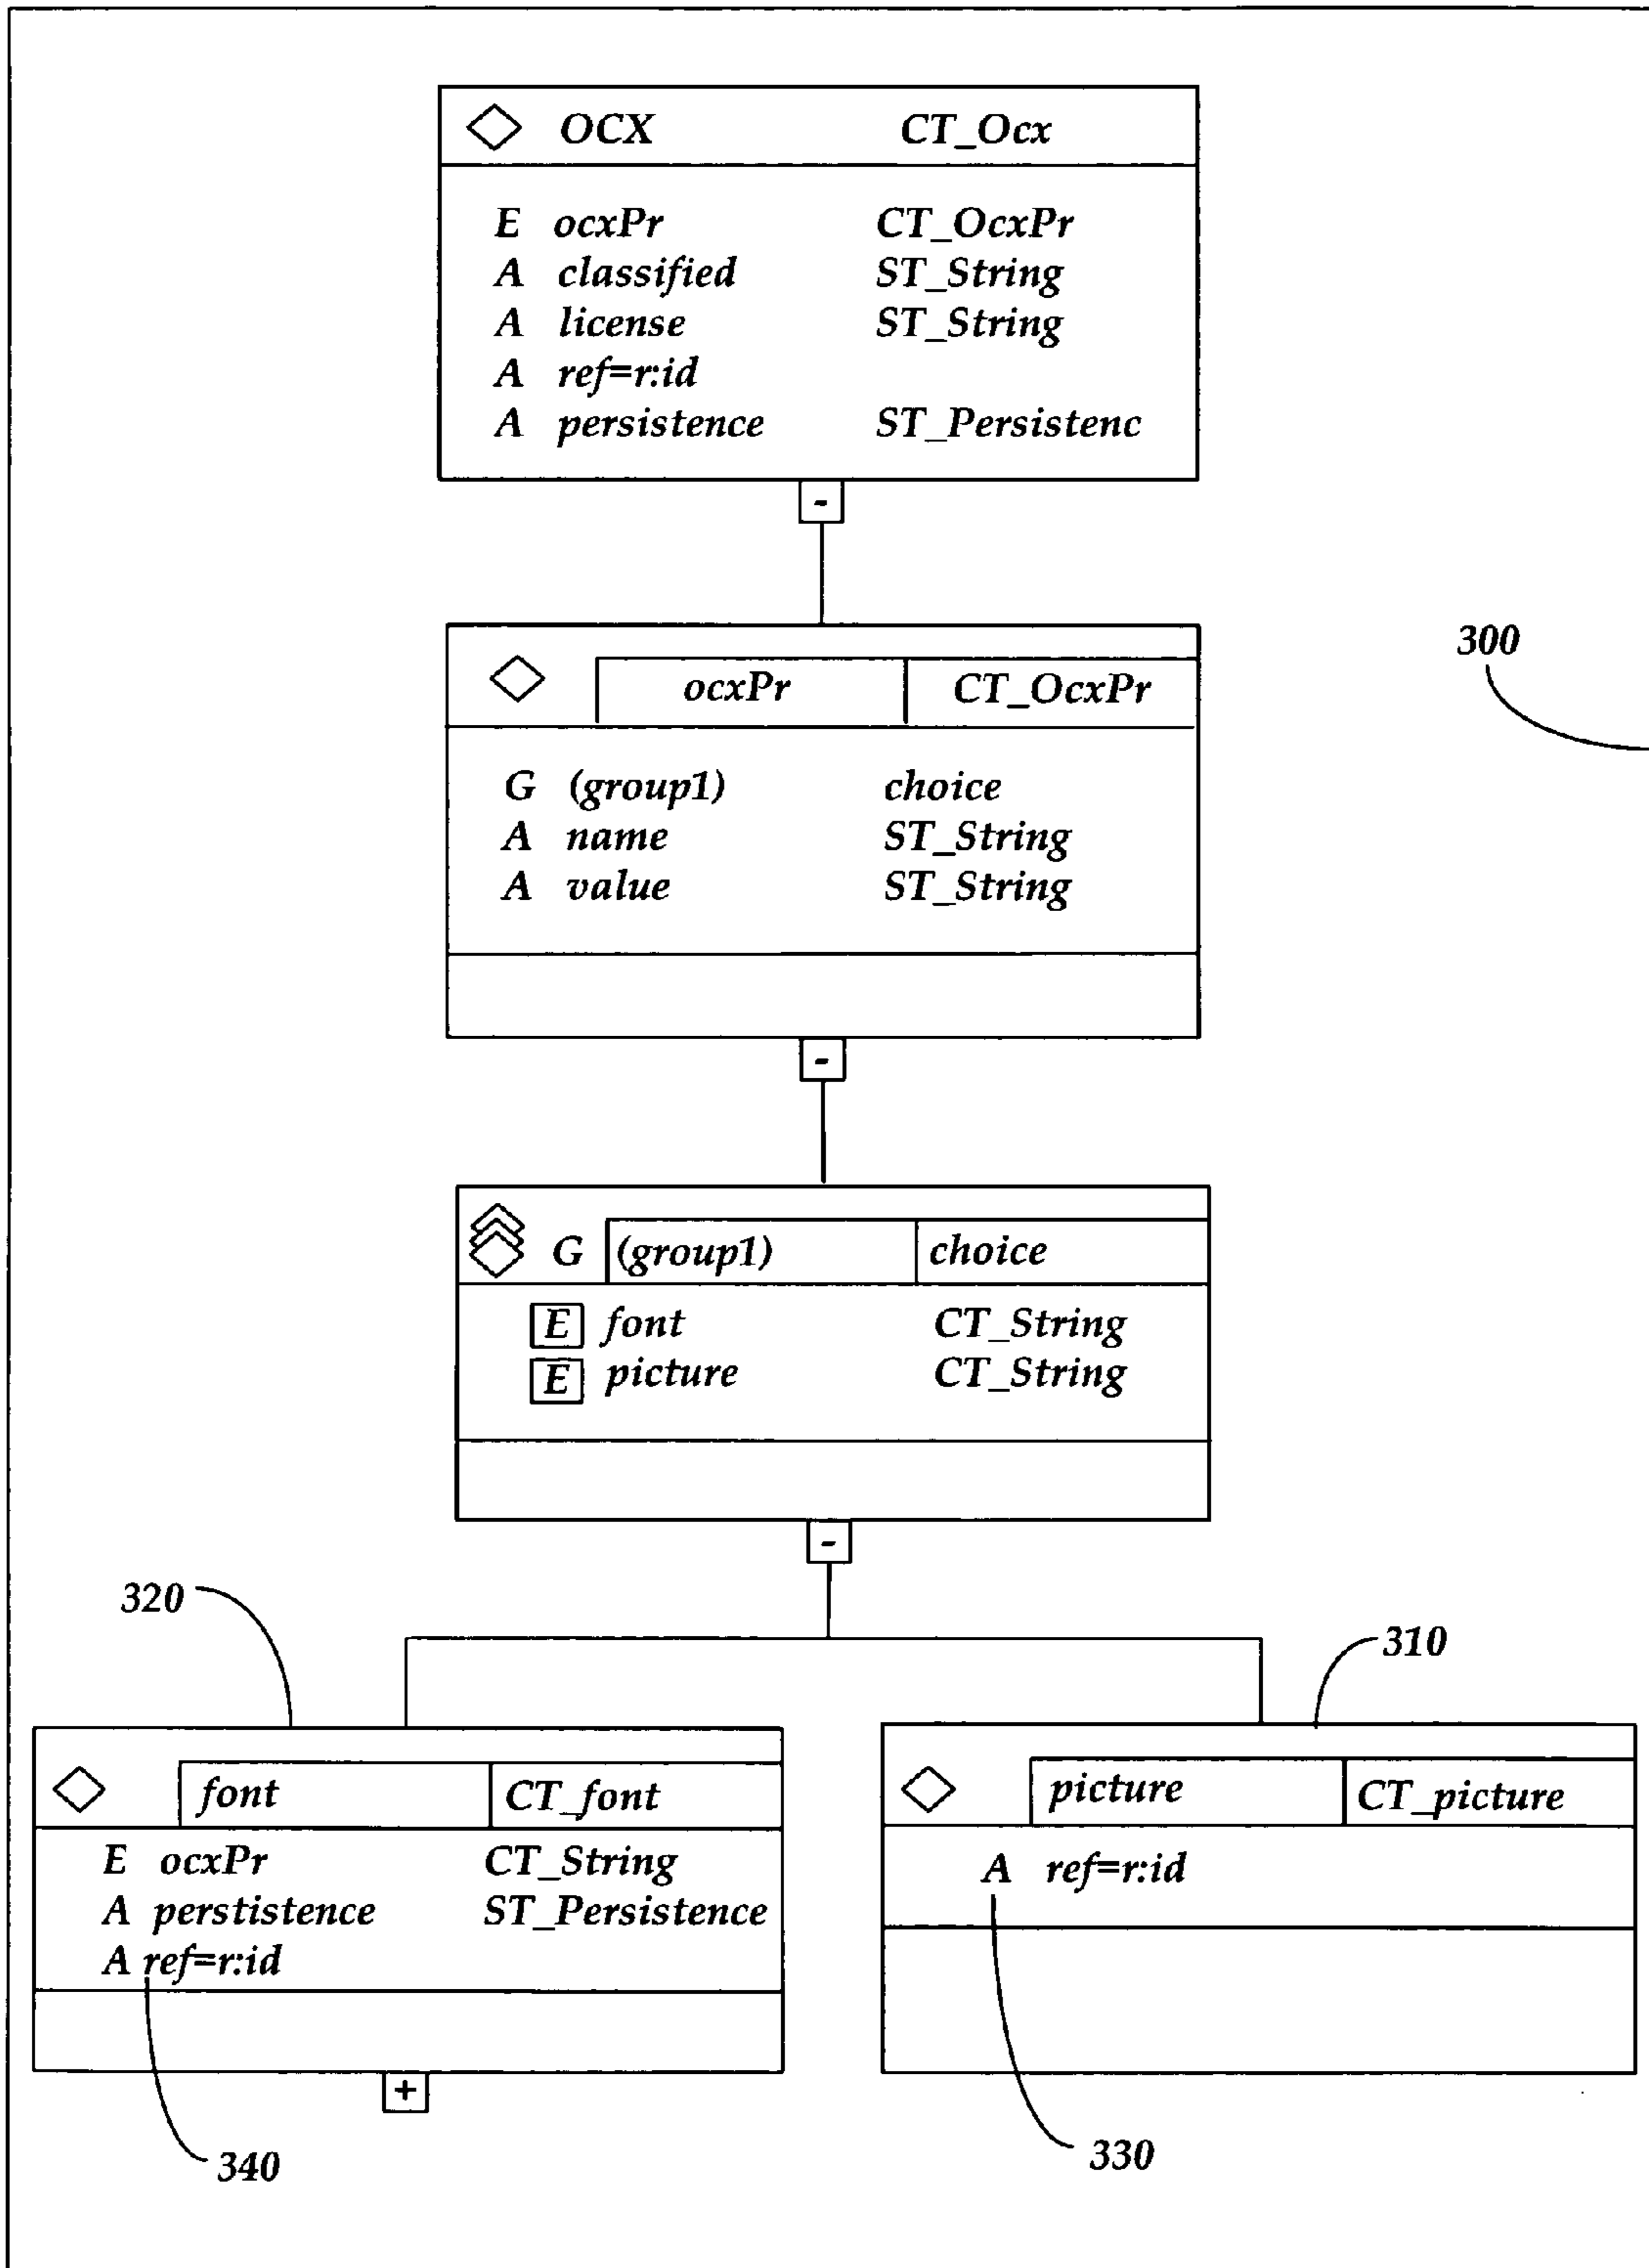 OCX CT_Ocx
E ocxPr CT_OcxPr
A classified ST_String
A license ST_String
A ref=r:id
A persistence ST_Persistenc
-
300
ocxPr CT_OcxPr
G (group1) choice
A name ST_String
A value ST_String
-
G (group1) choice
E font CT_String
E picture CT_String
-
320
310
font CT_font
E ocxPr CT_String
A perstistence ST_Persistence
A ref=r:id
+
340
picture CT_picture
A ref=r:id
330